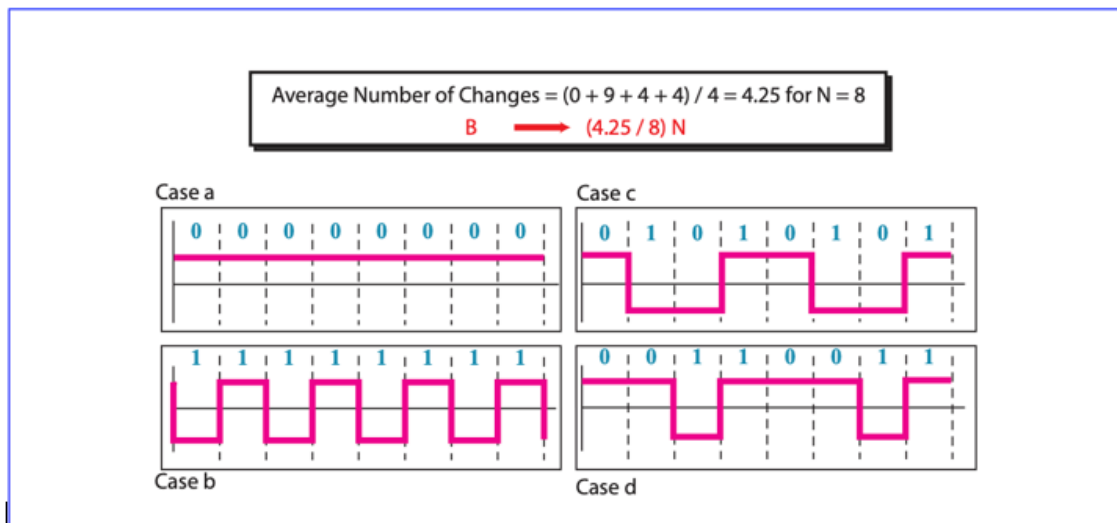 Average Number of Changes = (0 + 9 + 4 + 4) / 4 = 4.25 for N = 8
B (4.25 / 8) N
Case a
0 0 0 0 0 0 0 0
Case c
0 1 0 1 0 1 0 1
1 1 1 1 1 1 1 1
Case b
0 0 1 1 0 0 1 1
Case d